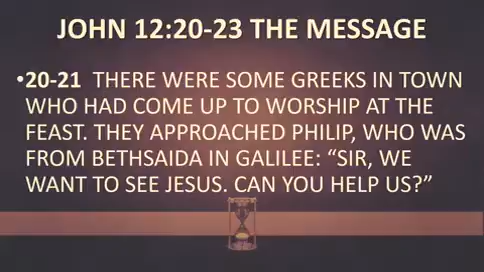 JOHN 12:20-23 THE MESSAGE
•20-21 THERE WERE SOME GREEKS IN TOWN
WHO HAD COME UP TO WORSHIP AT THE
FEAST. THEY APPROACHED PHILIP, WHO WAS
FROM BETHSAIDA IN GALILEE: “SIR, WE
WANT TO SEE JESUS. CAN YOU HELP US?”